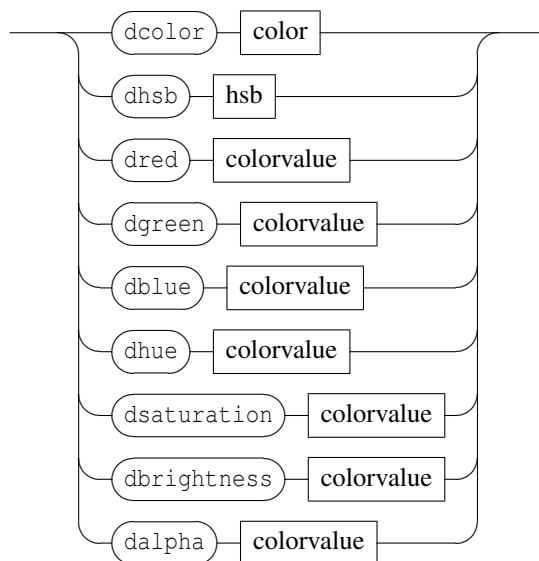 dcolor color
dhsb hsb
dred colorvalue
dgreen colorvalue
dblue colorvalue
dhue colorvalue
dsaturation colorvalue
dbrightness colorvalue
dalpha colorvalue